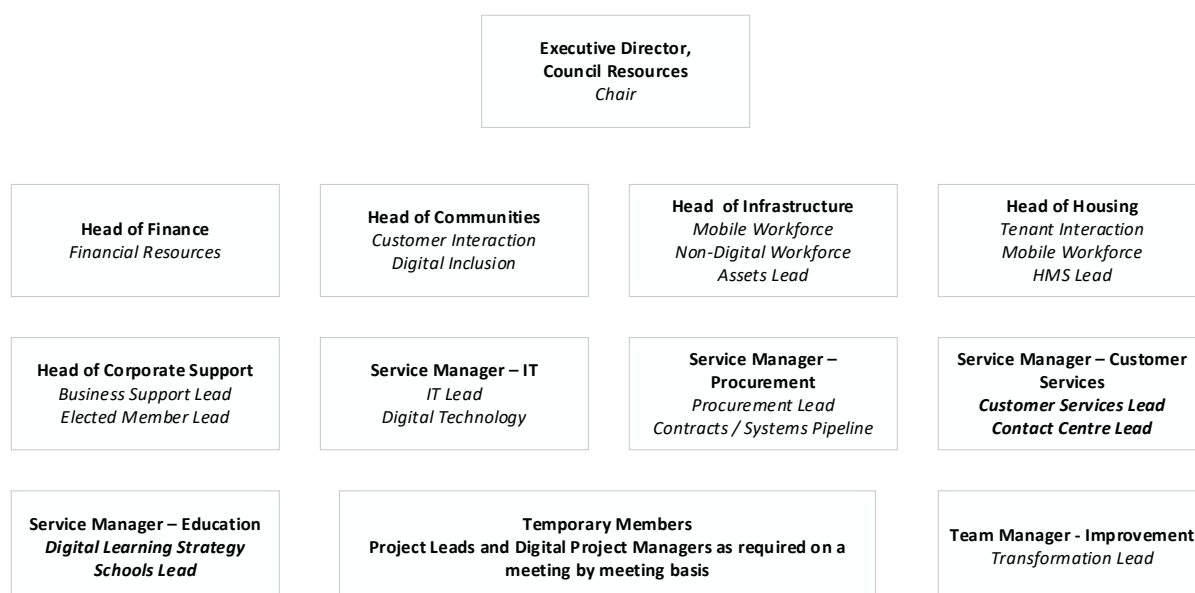 Executive Director,
Council Resources
Chair
Head of Finance
Financial Resources
Head of Communities
Customer Interaction
Digital Inclusion
Head  of Infrastructure
Mobile Workforce
Non-Digital Workforce
Assets Lead
Head of Housing
Tenant Interaction
Mobile Workforce
HMS Lead
Head of Corporate Support
Business Support Lead
Elected Member Lead
Service Manager – IT
IT Lead
Digital Technology
Service Manager –
Procurement
Procurement Lead
Contracts / Systems Pipeline
Service Manager – Customer
Services
Customer Services Lead
Contact Centre Lead
Service Manager – Education
Digital Learning Strategy
Schools Lead
Temporary Members
Project Leads and Digital Project Managers as required on a
meeting by meeting basis
Team Manager - Improvement
Transformation Lead